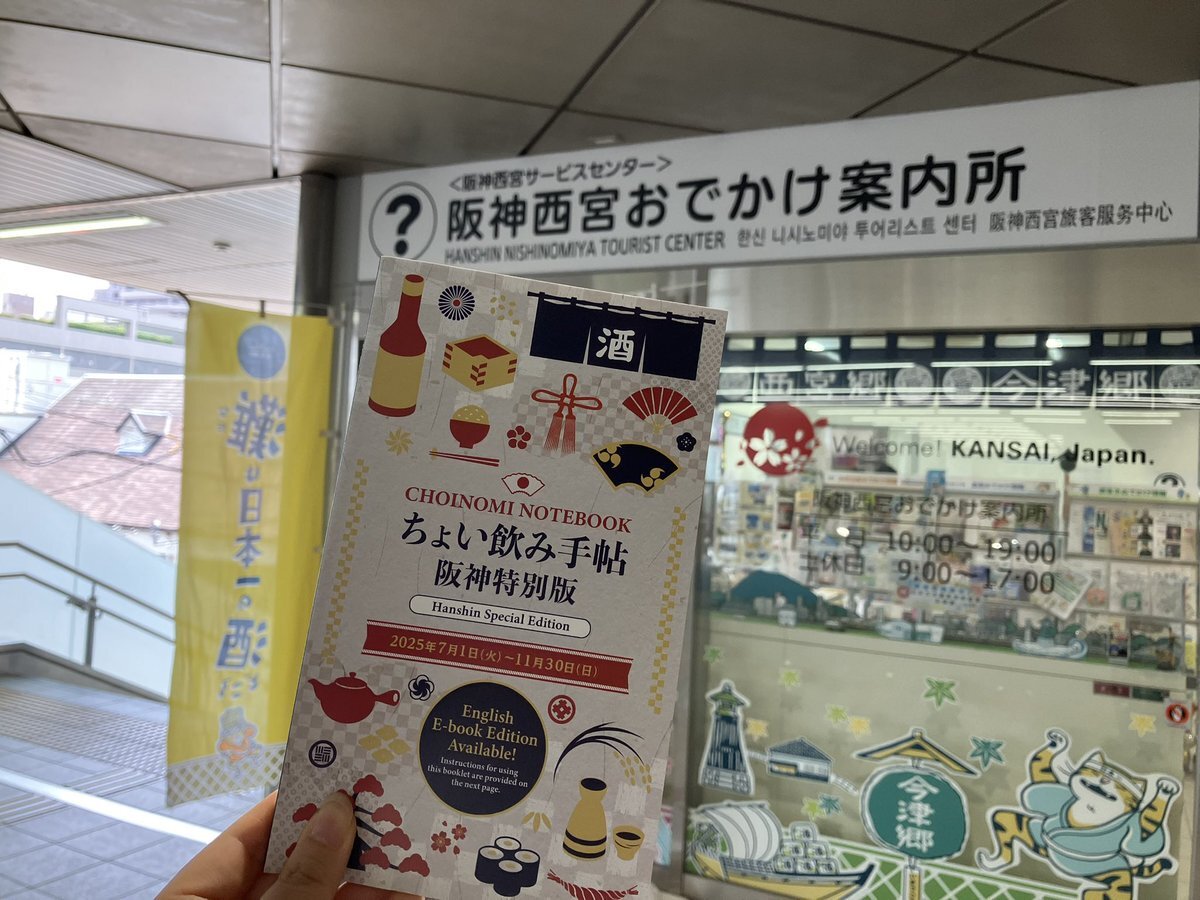 <阪神西宮サービスセンター>
?
阪神西宮おでかけ案内所
HANSHIN NISHINOMIYA TOURIST CENTER 한신 니시노미야 투어리스트 센터 阪神西宫旅客服务中心
酒
CHOINOMI NOTEBOOK
ちょい飲み手帖
阪神特別版
Hanshin Special Edition
2025年7月1日(火)~11月30日(日)
English
E-book Edition
Available!
Instructions for using
this booklet are provided on
the next page.
日本一の
西宮郷
今津郷
Welcome! KANSAI, Japan.
阪神西宮おでかけ案内所
平日 10:00~19:00
土休日 9:00~17:00
今津郷